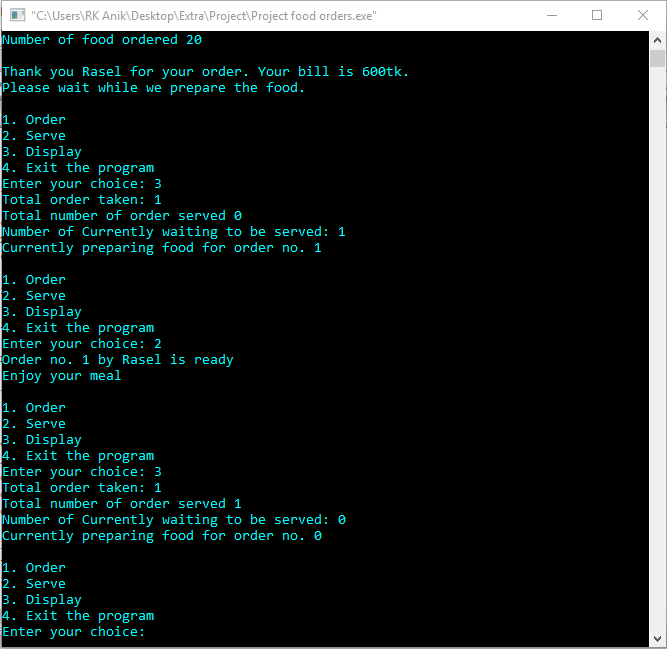 "C:\Users\RK Anik\Desktop\Extra\Project\Project food orders.exe"
Number of food ordered 20
Thank you Rasel for your order. Your bill is 600tk.
Please wait while we prepare the food.
1. Order
2. Serve
3. Display
4. Exit the program
Enter your choice: 3
Total order taken: 1
Total number of order served 0
Number of Currently waiting to be served: 1
Currently preparing food for order no. 1
1. Order
2. Serve
3. Display
4. Exit the program
Enter your choice: 2
Order no. 1 by Rasel is ready
Enjoy your meal
1. Order
2. Serve
3. Display
4. Exit the program
Enter your choice: 3
Total order taken: 1
Total number of order served 1
Number of Currently waiting to be served: 0
Currently preparing food for order no. 0
1. Order
2. Serve
3. Display
4. Exit the program
Enter your choice: